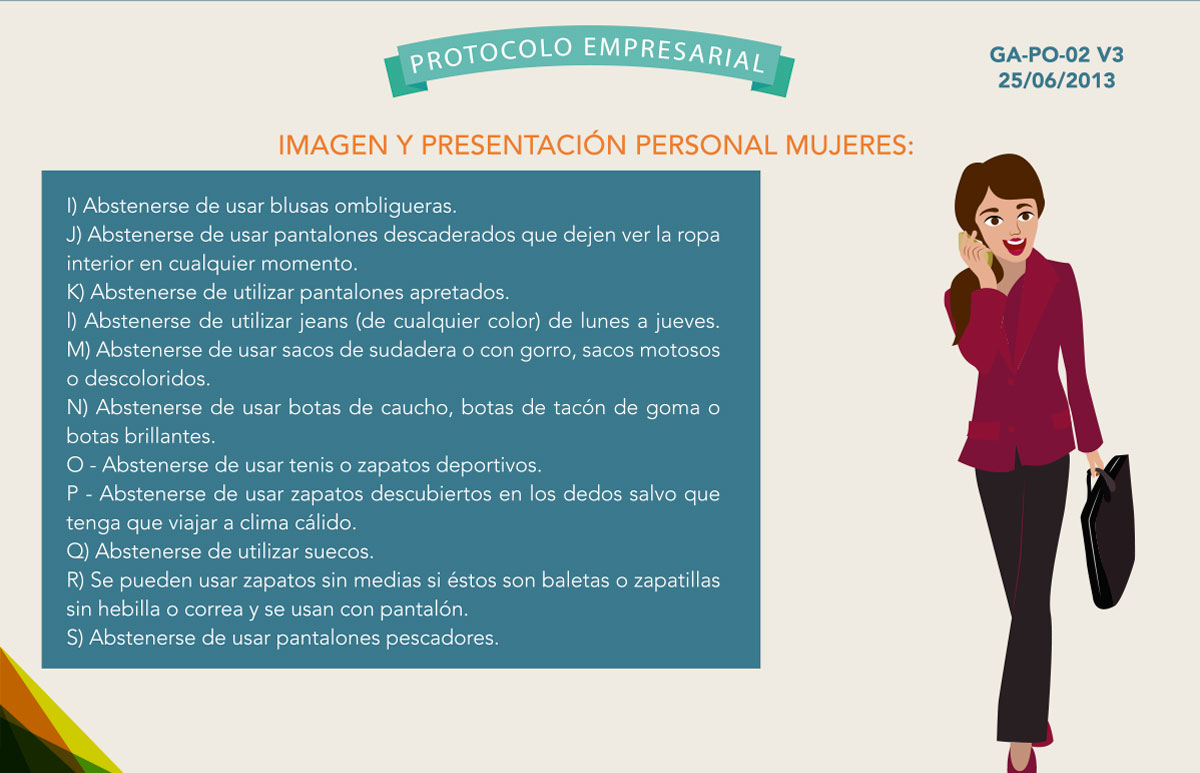 PROTOCOLO EMPRESARIAL
GA-PO-02 V3
25/06/2013
IMAGEN Y PRESENTACIÓN PERSONAL MUJERES:
I) Abstenerse de usar blusas ombligueras.
J) Abstenerse de usar pantalones descaderados que dejen ver la ropa
interior en cualquier momento.
K) Abstenerse de utilizar pantalones apretados.
l) Abstenerse de utilizar jeans (de cualquier color) de lunes a jueves.
M) Abstenerse de usar sacos de sudadera o con gorro, sacos motosos
o descoloridos.
N) Abstenerse de usar botas de caucho, botas de tacón de goma o
botas brillantes.
O - Abstenerse de usar tenis o zapatos deportivos.
P - Abstenerse de usar zapatos descubiertos en los dedos salvo que
tenga que viajar a clima cálido.
Q) Abstenerse de utilizar suecos.
R) Se pueden usar zapatos sin medias si éstos son baletas o zapatillas
sin hebilla o correa y se usan con pantalón.
S) Abstenerse de usar pantalones pescadores.